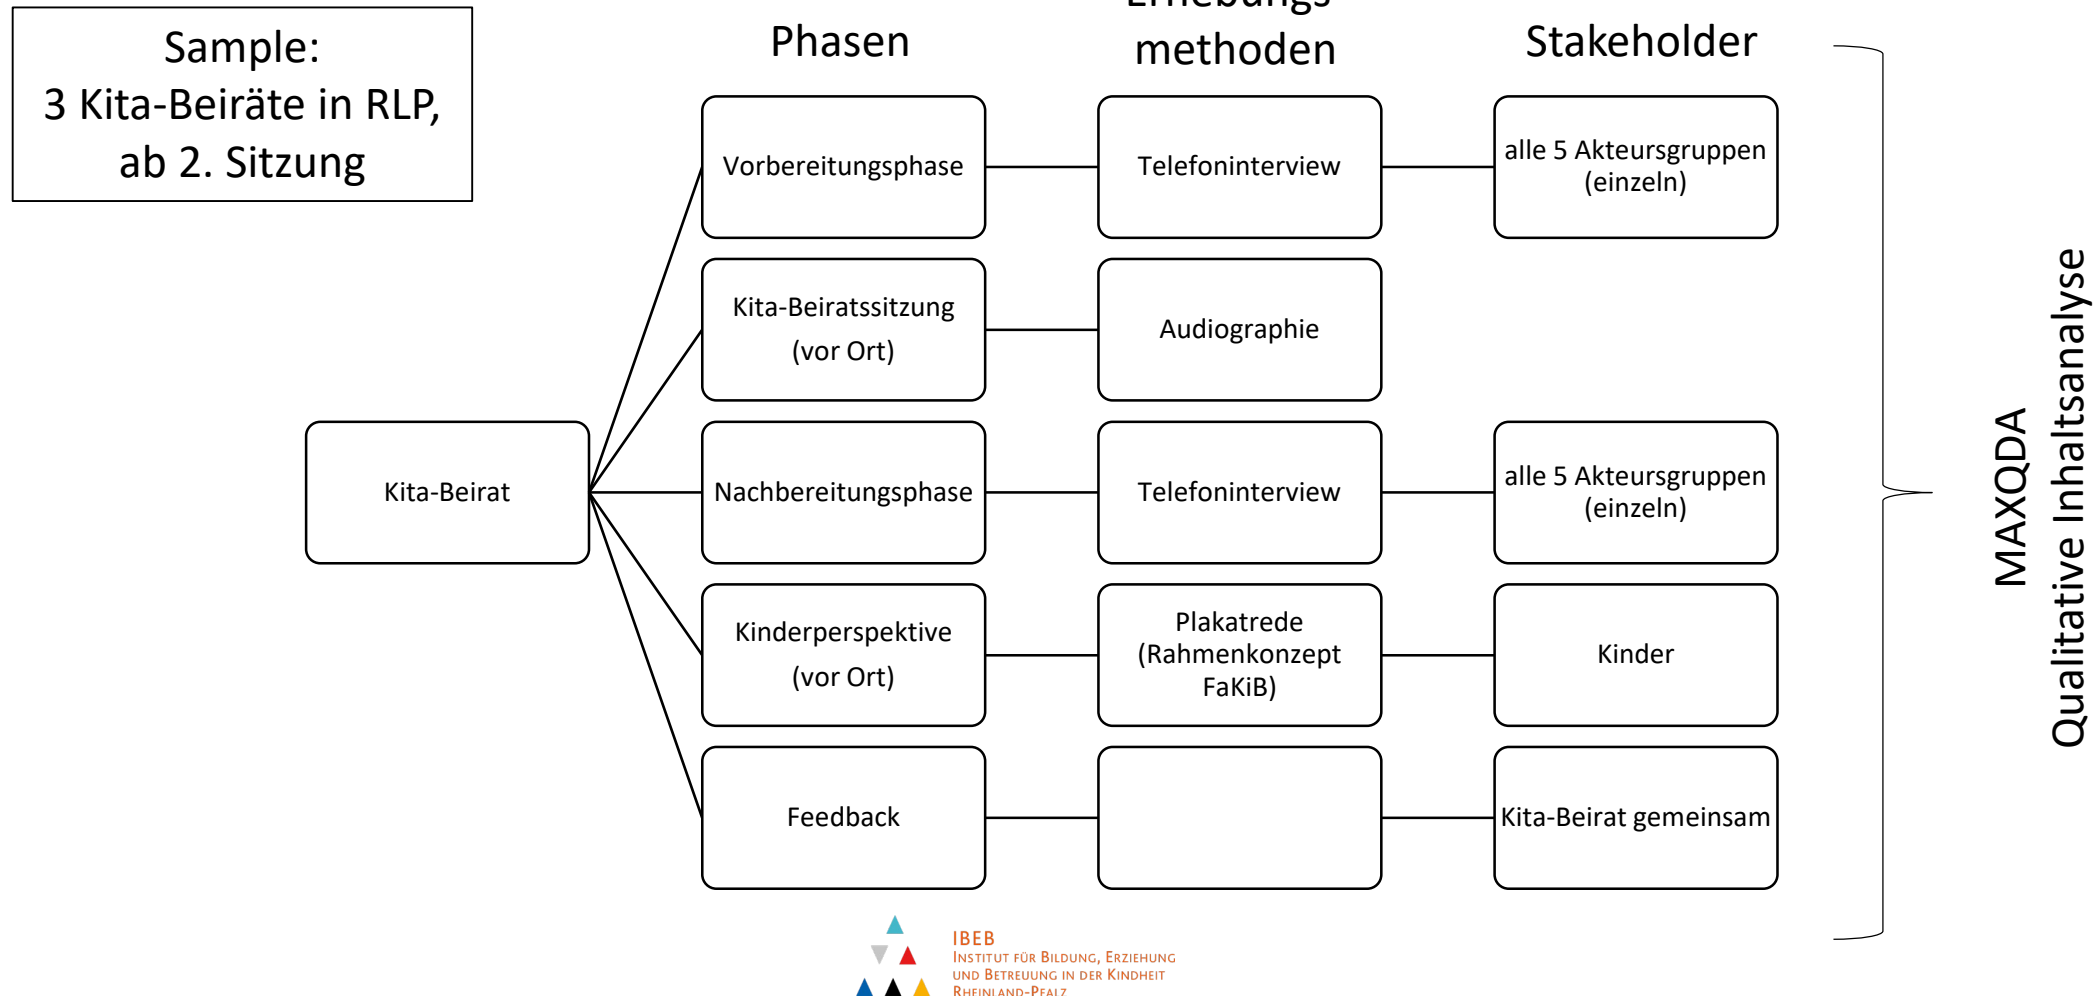 Sample:
3 Kita-Beiräte in RLP,
ab 2. Sitzung
Phasen
Erhebungs-
methoden
Stakeholder
Vorbereitungsphase
Telefoninterview
alle 5 Akteursgruppen
(einzeln)
Kita-Beiratssitzung
(vor Ort)
Audiographie
Kita-Beirat
Nachbereitungsphase
Telefoninterview
alle 5 Akteursgruppen
(einzeln)
Kinderperspektive
(vor Ort)
Plakatrede
(Rahmenkonzept
FaKiB)
Kinder
Feedback
Kita-Beirat gemeinsam
MAXQDA
Qualitative Inhaltsanalyse
IBEB
INSTITUT FÜR BILDUNG, ERZIEHUNG
UND BETREUUNG IN DER KINDHEIT
RHEINLAND-PFALZ